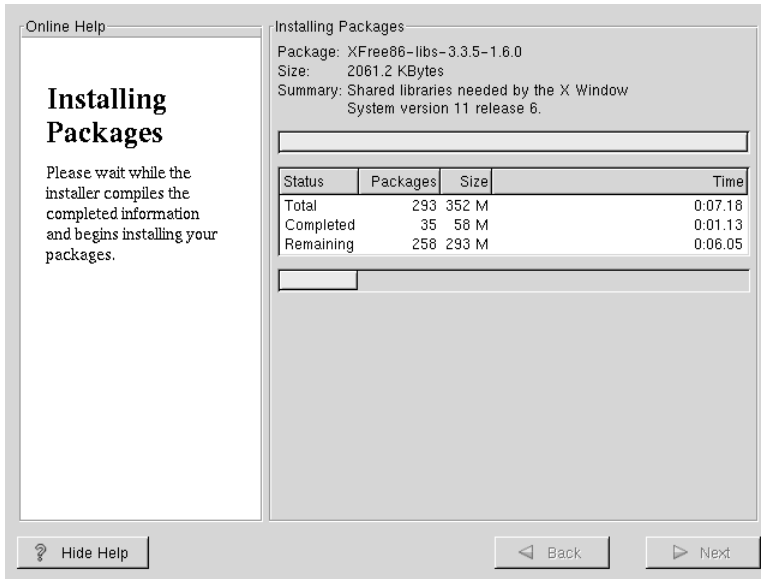 Online Help
Installing
Packages
Please wait while the
installer compiles the
completed information
and begins installing your
packages.
Installing Packages
Package: XFree86-libs-3.3.5-1.6.0
Size: 2061.2 KBytes
Summary: Shared libraries needed by the X Window
System version 11 release 6.
Status Packages Size Time
Total 293 352 M 0:07.18
Completed 35 58 M 0:01.13
Remaining 258 293 M 0:06.05
Hide Help Back Next